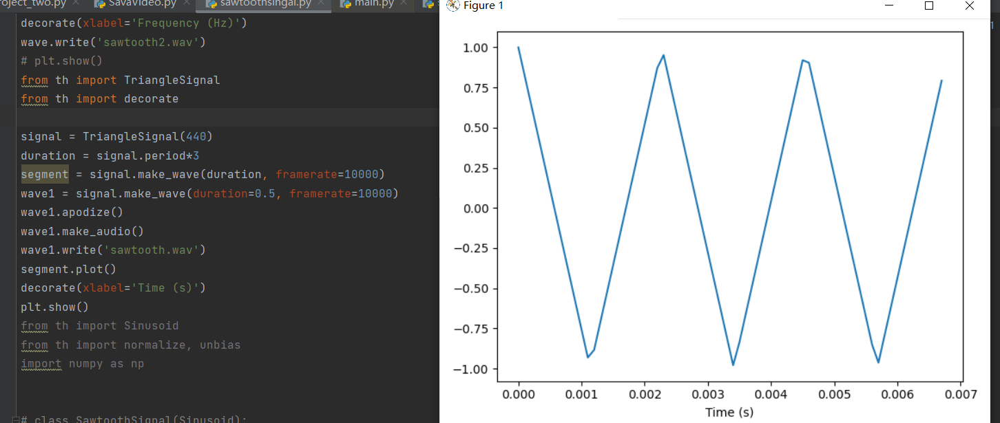 roject_two.py × SavaVideo.py × sawtoothsingal.py × main.py ×
decorate(xlabel='Frequency (Hz)')
wave.write('sawtooth2.wav')
# plt.show()
from th import TriangleSignal
from th import decorate
signal = TriangleSignal(440)
duration = signal.period*3
segment = signal.make_wave(duration, framerate=10000)
wave1 = signal.make_wave(duration=0.5, framerate=10000)
wave1.apodize()
wave1.make_audio()
wave1.write('sawtooth.wav')
segment.plot()
decorate(xlabel='Time (s)')
plt.show()
from th import Sinusoid
from th import normalize, unbias
import numpy as np
# class SawtoothSignal(Sinusoid):
Figure 1
1.00
0.75
0.50
0.25
0.00
−0.25
−0.50
−0.75
−1.00
0.000 0.001 0.002 0.003 0.004 0.005 0.006 0.007
Time (s)